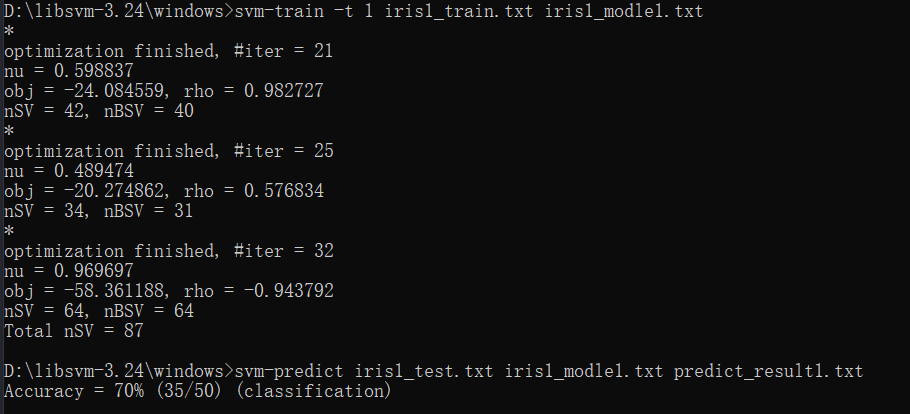 D:\libsvm-3.24\windows>svm-train -t 1 iris1_train.txt iris1_modle1.txt
*
optimization finished, #iter = 21
nu = 0.598837
obj = -24.084559, rho = 0.982727
nSV = 42, nBSV = 40
*
optimization finished, #iter = 25
nu = 0.489474
obj = -20.274862, rho = 0.576834
nSV = 34, nBSV = 31
*
optimization finished, #iter = 32
nu = 0.969697
obj = -58.361188, rho = -0.943792
nSV = 64, nBSV = 64
Total nSV = 87
D:\libsvm-3.24\windows>svm-predict iris1_test.txt iris1_modle1.txt predict_result1.txt
Accuracy = 70% (35/50) (classification)